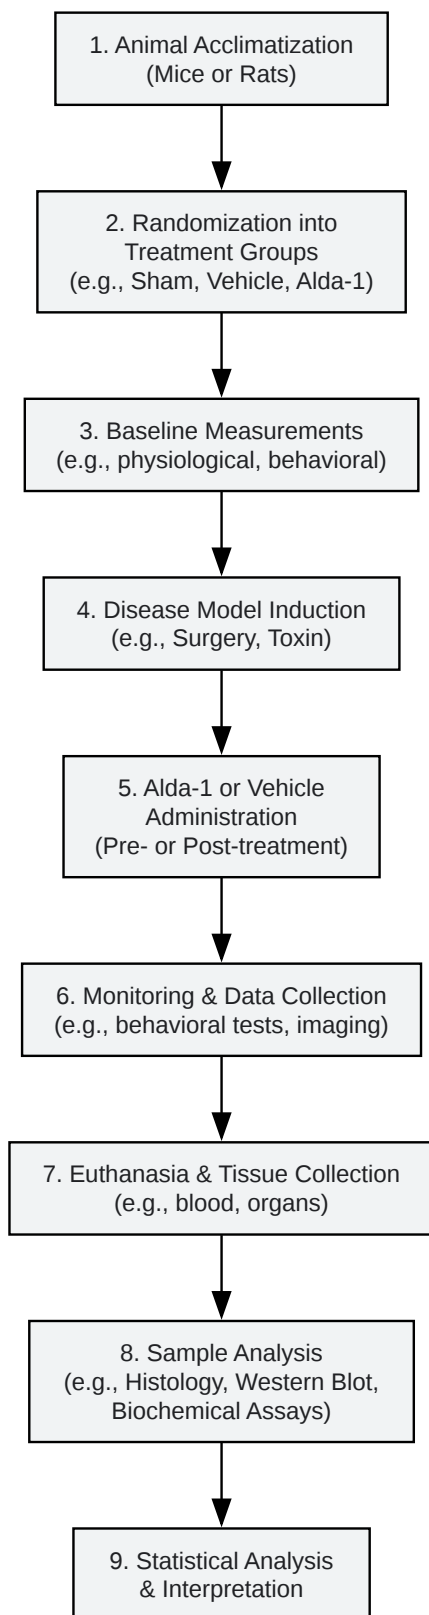 1. Animal Acclimatization
(Mice or Rats)
2. Randomization into
Treatment Groups
(e.g., Sham, Vehicle, Alda-1)
3. Baseline Measurements
(e.g., physiological, behavioral)
4. Disease Model Induction
(e.g., Surgery, Toxin)
5. Alda-1 or Vehicle
Administration
(Pre- or Post-treatment)
6. Monitoring & Data Collection
(e.g., behavioral tests, imaging)
7. Euthanasia & Tissue Collection
(e.g., blood, organs)
8. Sample Analysis
(e.g., Histology, Western Blot,
Biochemical Assays)
9. Statistical Analysis
& Interpretation